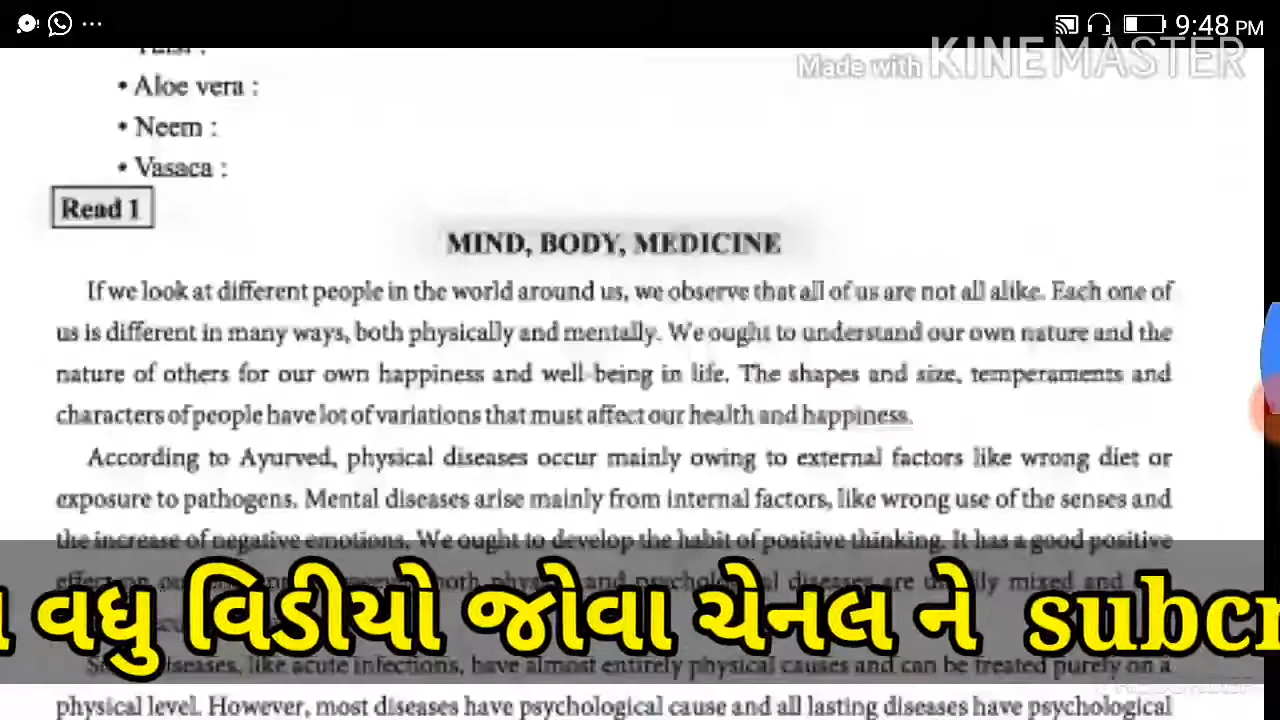 9:48 PM
Made with KINEMASTER
• Aloe vera :
• Neem :
• Vasaca :
Read 1
MIND, BODY, MEDICINE
If we look at different people in the world around us, we observe that all of us are not all alike. Each one of
us is different in many ways, both physically and mentally. We ought to understand our own nature and the
nature of others for our own happiness and well-being in life. The shapes and size, temperaments and
characters of people have lot of variations that must affect our health and happiness.
According to Ayurved, physical diseases occur mainly owing to external factors like wrong diet or
exposure to pathogens. Mental diseases arise mainly from internal factors, like wrong use of the senses and
the increase of negative emotions. We ought to develop the habit of positive thinking. It has a good positive
both and diseases are mixed and
વધુ વિડીયો જોવા ચેનલ ને subcr
diseases, like acute infections, have almost entirely physical causes and can be treated purely on a
physical level. However, most diseases have psychological cause and all lasting diseases have psychological